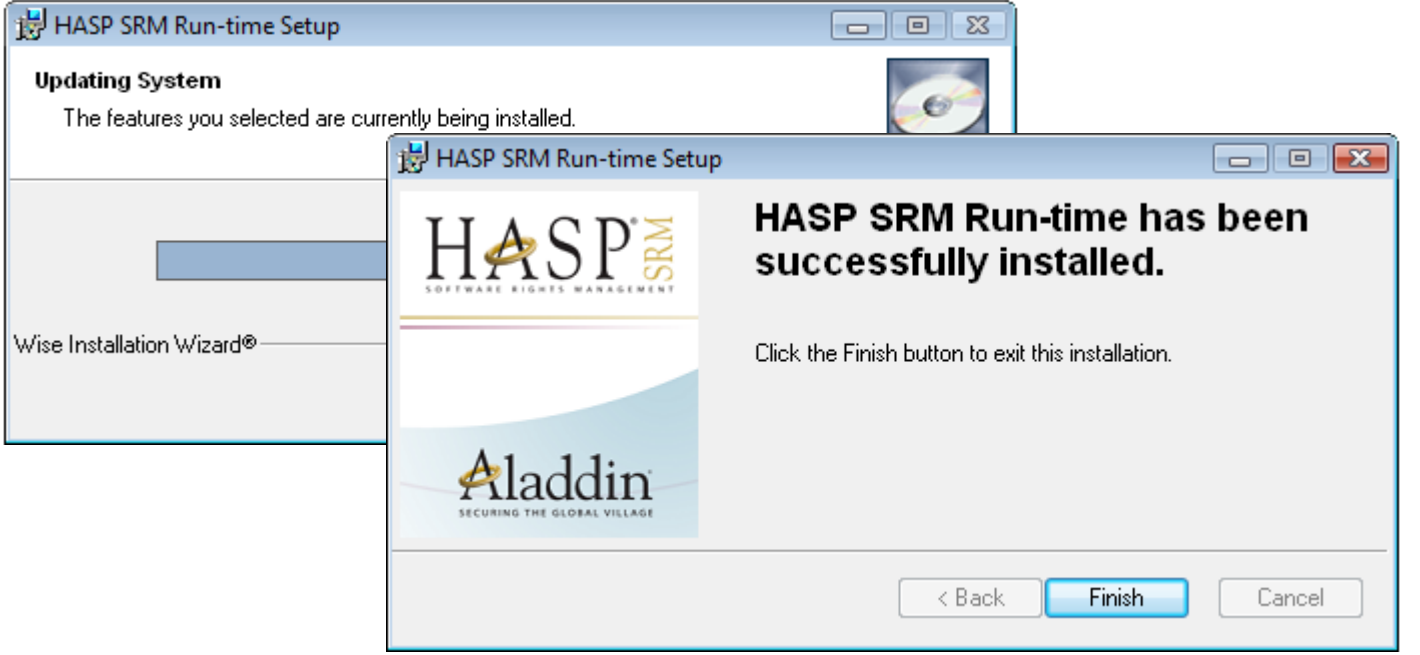 HASP SRM Run-time Setup
Updating System
The features you selected are currently being installed.
Wise Installation Wizard®
HASP SRM Run-time Setup
HASP® SRM
SOFTWARE RIGHTS MANAGEMENT
Aladdin
SECURING THE GLOBAL VILLAGE
HASP SRM Run-time has been
successfully installed.
Click the Finish button to exit this installation.
< Back
Finish
Cancel